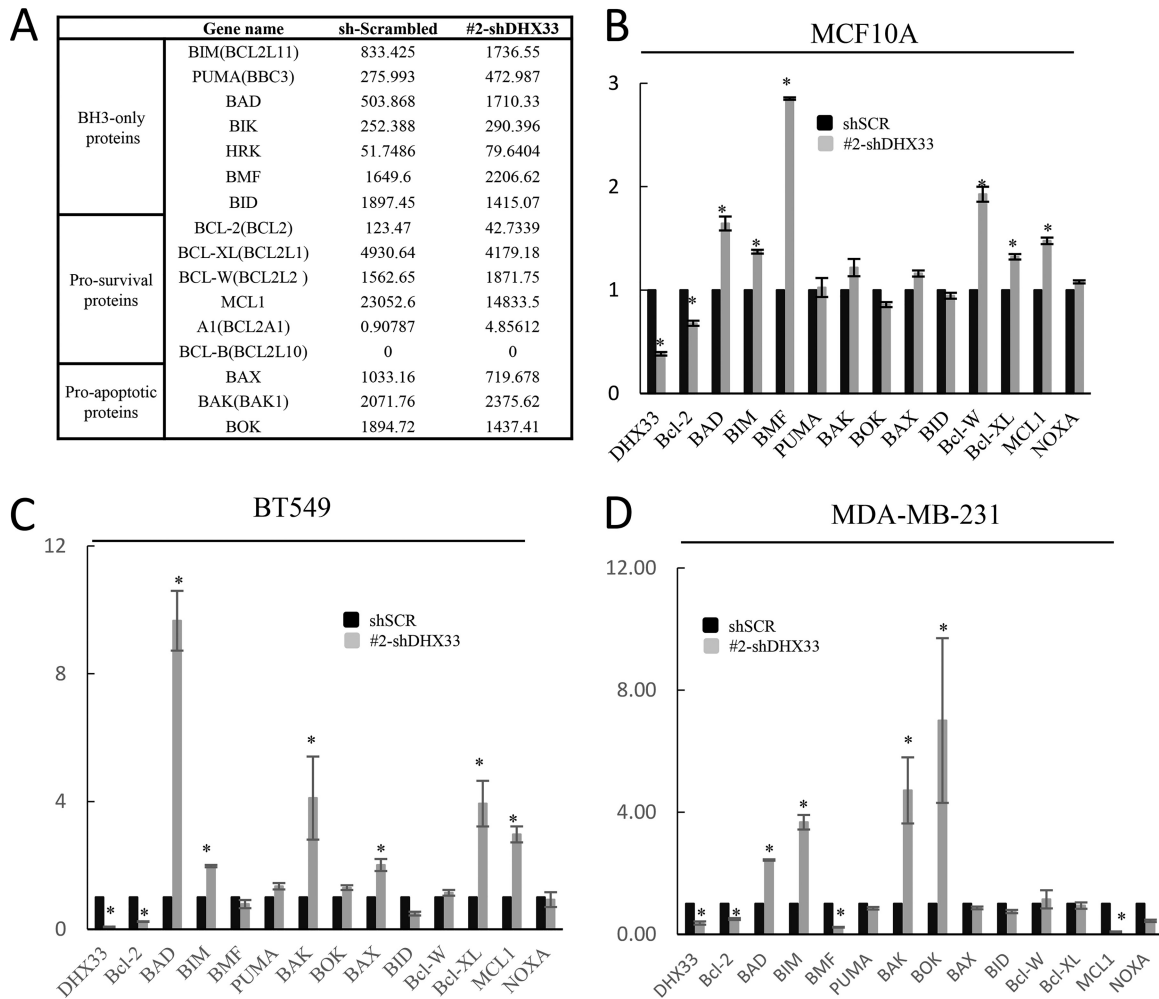 A
Gene name sh-Scrambled #2-shDHX33
BH3-only
proteins
BIM(BCL2L11) 833.425 1736.55
PUMA(BBC3) 275.993 472.987
BAD 503.868 1710.33
BIK 252.388 290.396
HRK 51.7486 79.6404
BMF 1649.6 2206.62
BID 1897.45 1415.07
Pro-survival
proteins
BCL-2(BCL2) 123.47 42.7339
BCL-XL(BCL2L1) 4930.64 4179.18
BCL-W(BCL2L2 ) 1562.65 1871.75
MCL1 23052.6 14833.5
A1(BCL2A1) 0.90787 4.85612
BCL-B(BCL2L10) 0 0
Pro-apoptotic
proteins
BAX 1033.16 719.678
BAK(BAK1) 2071.76 2375.62
BOK 1894.72 1437.41
B
MCF10A
3
2
1
0
shSCR
#2-shDHX33
* * * * * * * *
DHX33 Bcl-2 BAD BIM BMF PUMA BAK BOK BAX BID Bcl-W Bcl-XL MCL1 NOXA
C
BT549
12
8
4
0
shSCR
#2-shDHX33
* * * * * * * *
DHX33 Bcl-2 BAD BIM BMF PUMA BAK BOK BAX BID Bcl-W Bcl-XL MCL1 NOXA
D
MDA-MB-231
12.00
8.00
4.00
0.00
shSCR
#2-shDHX33
* * * * * * * *
DHX33 Bcl-2 BAD BIM BMF PUMA BAK BOK BAX BID Bcl-W Bcl-XL MCL1 NOXA